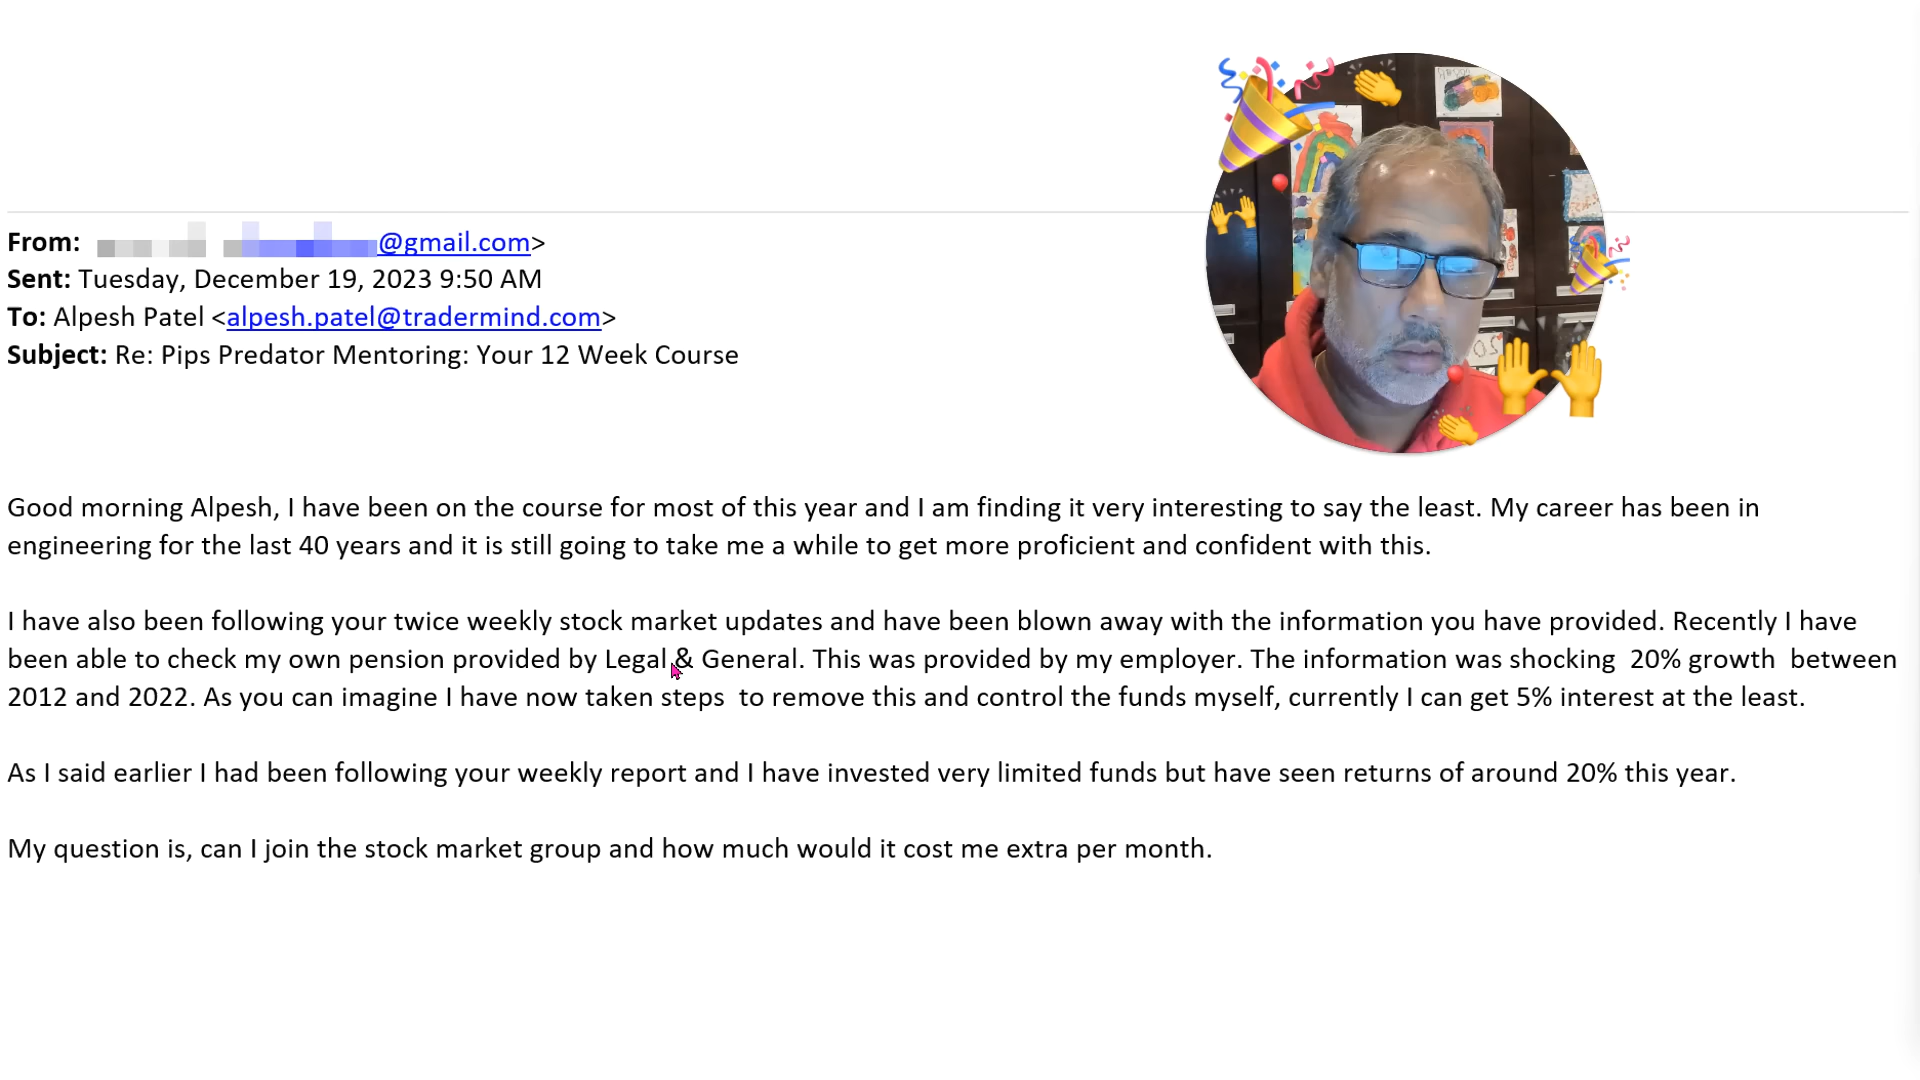 From: @gmail.com>
Sent: Tuesday, December 19, 2023 9:50 AM
To: Alpesh Patel <alpesh.patel@tradermind.com>
Subject: Re: Pips Predator Mentoring: Your 12 Week Course
Good morning Alpesh, I have been on the course for most of this year and I am finding it very interesting to say the least. My career has been in
engineering for the last 40 years and it is still going to take me a while to get more proficient and confident with this.
I have also been following your twice weekly stock market updates and have been blown away with the information you have provided. Recently I have
been able to check my own pension provided by Legal & General. This was provided by my employer. The information was shocking  20% growth  between
2012 and 2022. As you can imagine I have now taken steps  to remove this and control the funds myself, currently I can get 5% interest at the least.
As I said earlier I had been following your weekly report and I have invested very limited funds but have seen returns of around 20% this year.
My question is, can I join the stock market group and how much would it cost me extra per month.